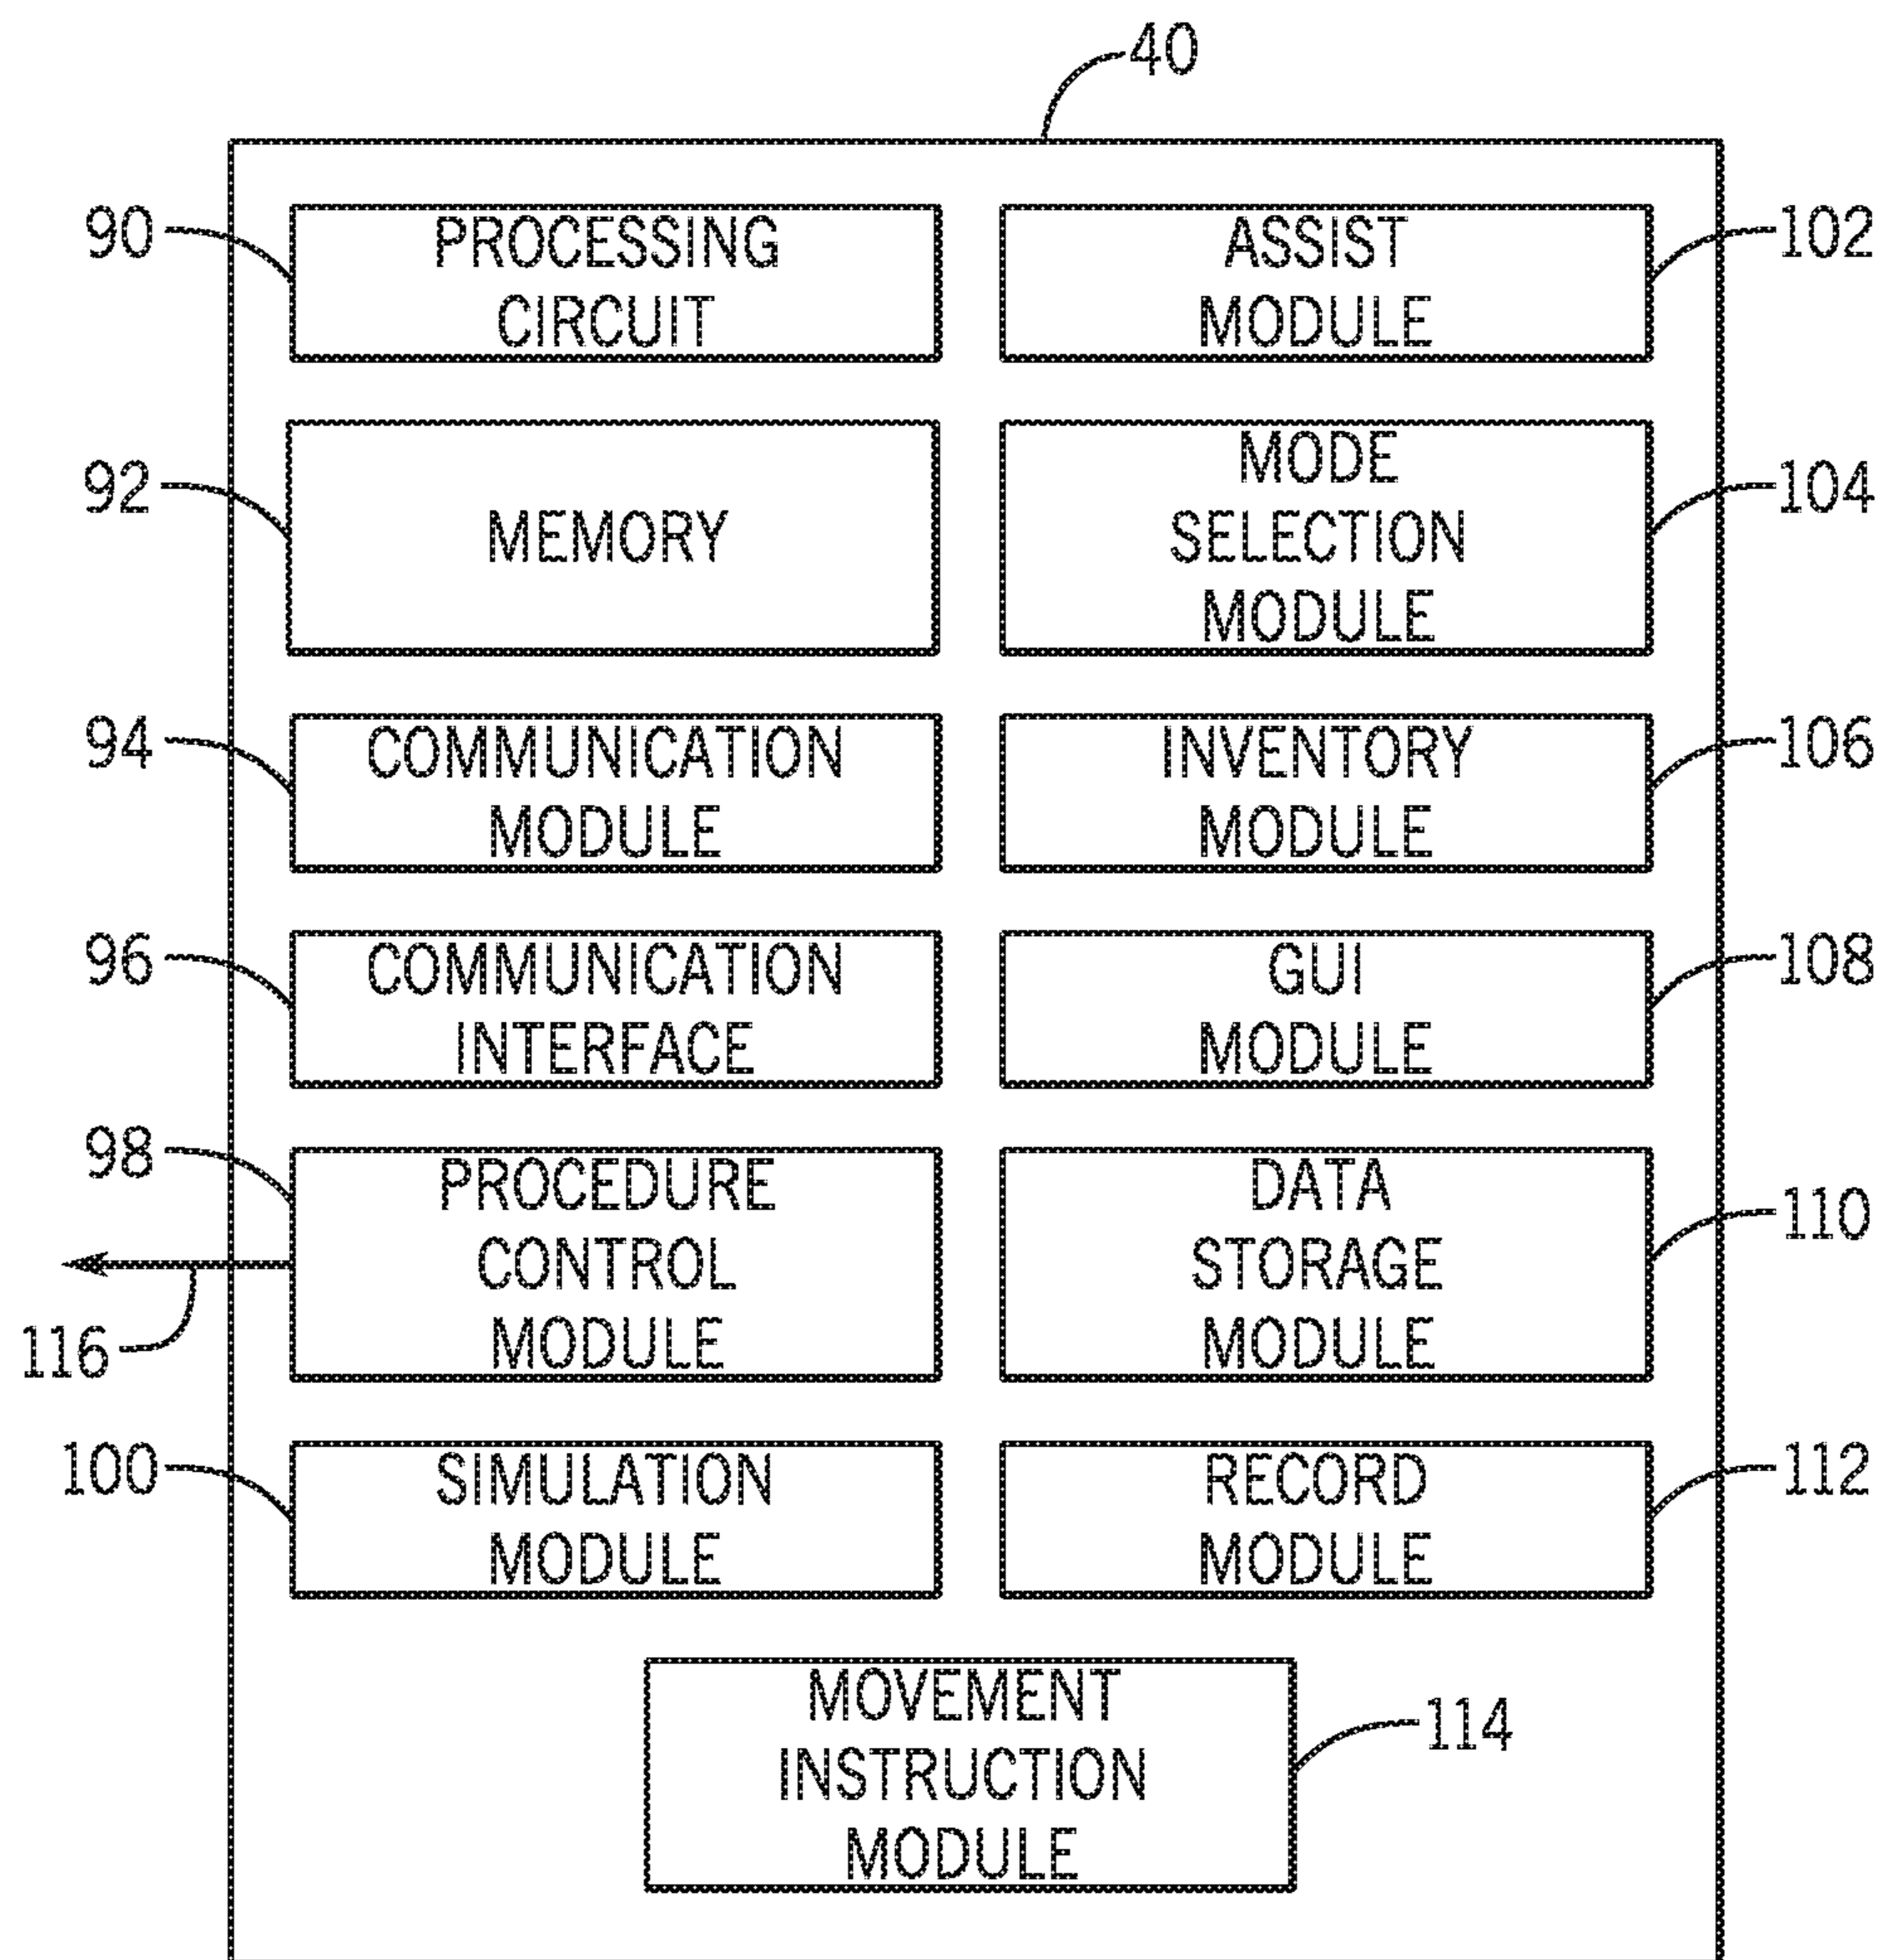 40
90
PROCESSING
CIRCUIT
ASSIST
MODULE
102
92
MEMORY
MODE
SELECTION
MODULE
104
94
COMMUNICATION
MODULE
INVENTORY
MODULE
106
96
COMMUNICATION
INTERFACE
GUI
MODULE
108
98
PROCEDURE
CONTROL
MODULE
116
DATA
STORAGE
MODULE
110
100
SIMULATION
MODULE
RECORD
MODULE
112
MOVEMENT
INSTRUCTION
MODULE
114